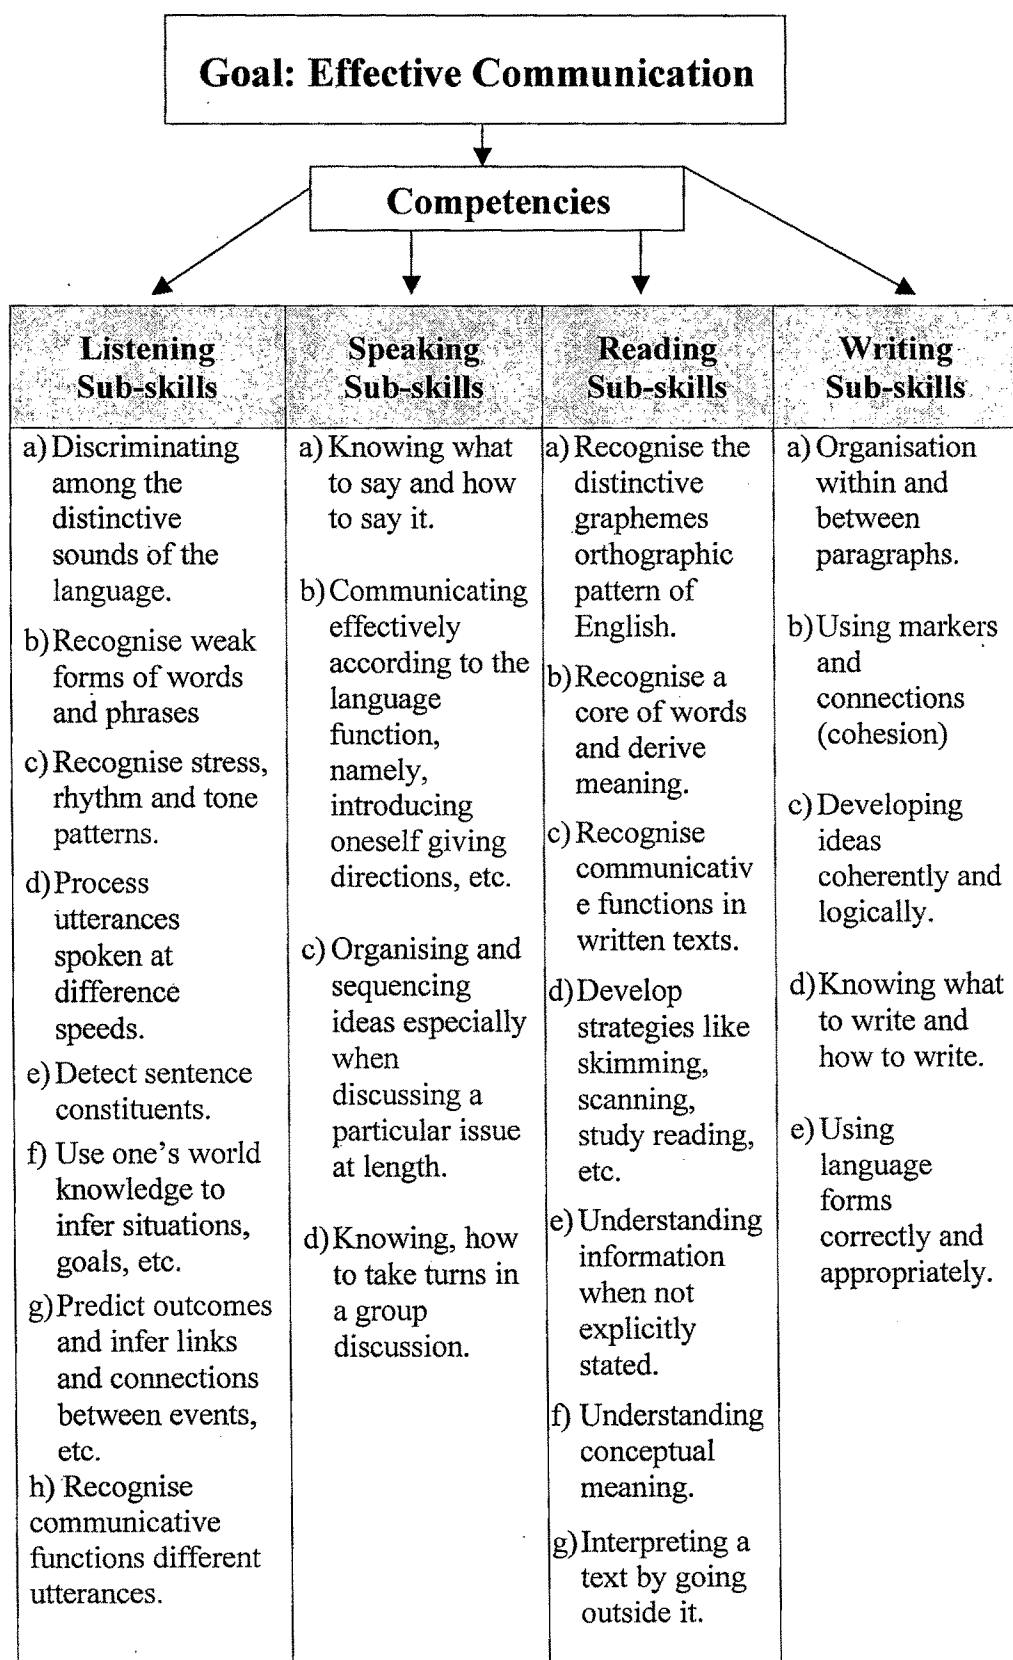 Goal: Effective Communication
Competencies
Listening
Sub-skills
a) Discriminating
among the
distinctive
sounds of the
language.
b) Recognise weak
forms of words
and phrases
c) Recognise stress,
rhythm and tone
patterns.
d) Process
utterances
spoken at
difference
speeds.
e) Detect sentence
constituents.
f) Use one's world
knowledge to
infer situations,
goals, etc.
g) Predict outcomes
and infer links
and connections
between events,
etc.
h) Recognise
communicative
functions different
utterances.
Speaking
Sub-skills
a) Knowing what
to say and how
to say it.
b) Communicating
effectively
according to the
language
function,
namely,
introducing
oneself giving
directions, etc.
c) Organising and
sequencing
ideas especially
when
discussing a
particular issue
at length.
d) Knowing, how
to take turns in
a group
discussion.
Reading
Sub-skills
a) Recognise the
distinctive
graphemes
orthographic
pattern of
English.
b) Recognise a
core of words
and derive
meaning.
c) Recognise
communicativ
e functions in
written texts.
d) Develop
strategies like
skimming,
scanning,
study reading,
etc.
e) Understanding
information
when not
explicitly
stated.
f) Understanding
conceptual
meaning.
g) Interpreting a
text by going
outside it.
Writing
Sub-skills
a) Organisation
within and
between
paragraphs.
b) Using markers
and
connections
(cohesion)
c) Developing
ideas
coherently and
logically.
d) Knowing what
to write and
how to write.
e) Using
language
forms
correctly and
appropriately.